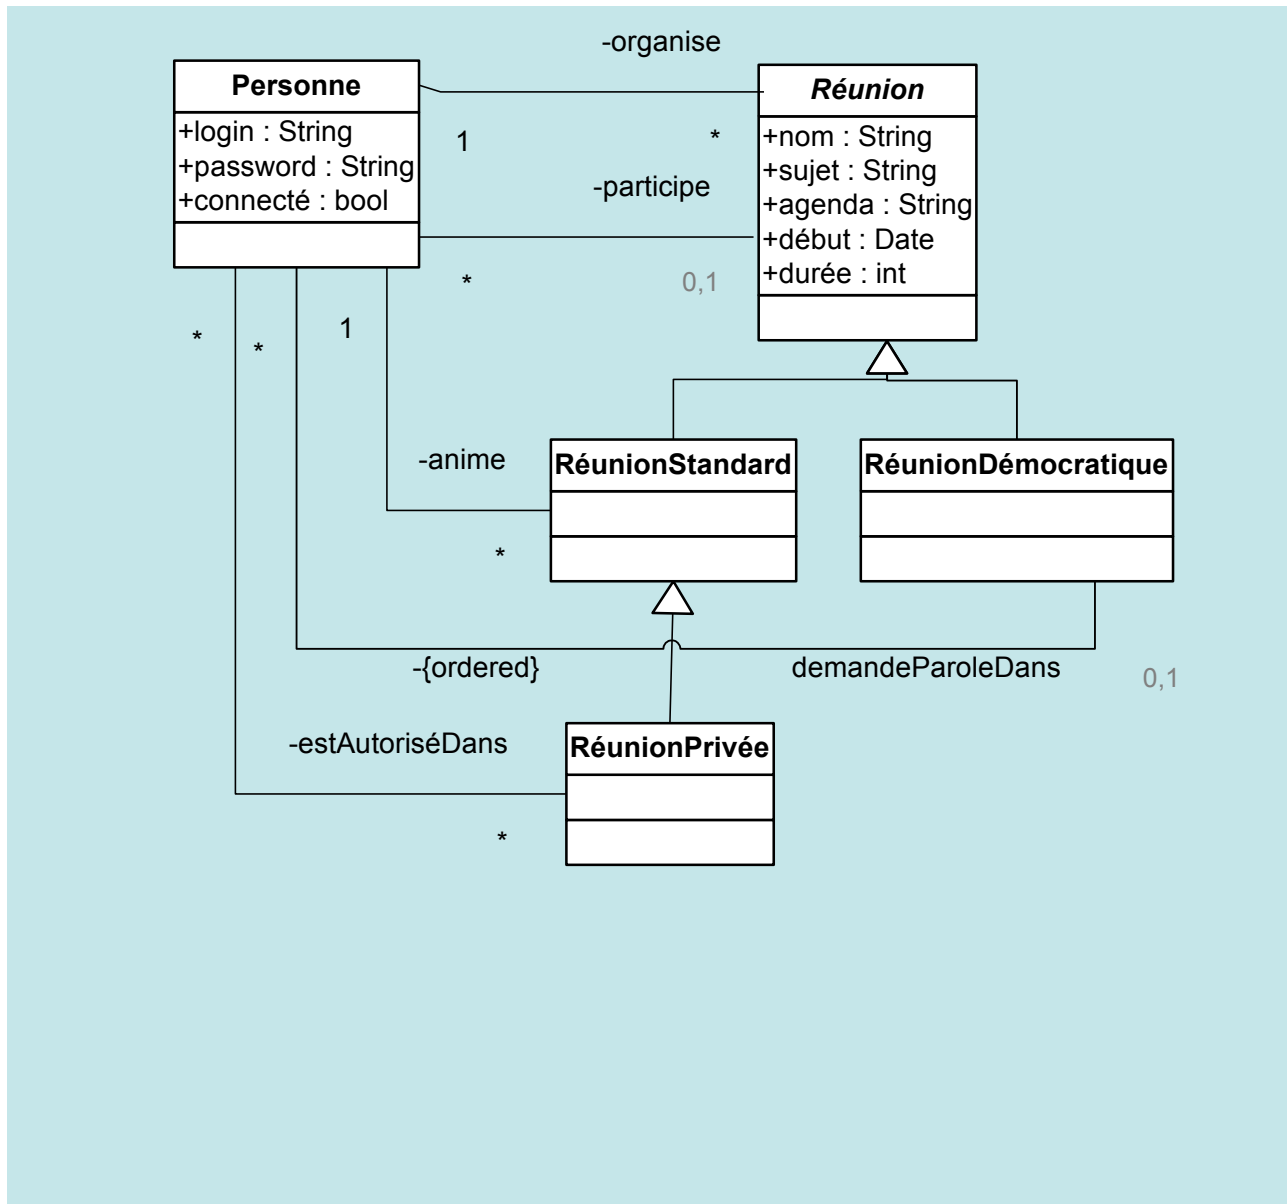 -organise
Personne
Réunion
+login : String
+password : String
+connecté : bool
1
*
+nom : String
+sujet : String
+agenda : String
+début : Date
+durée : int
-participe
*
0,1
*
*
1
-anime
RéunionStandard
RéunionDémocratique
*
-{ordered}
demandeParoleDans
0,1
-estAutoriséDans
RéunionPrivée
*